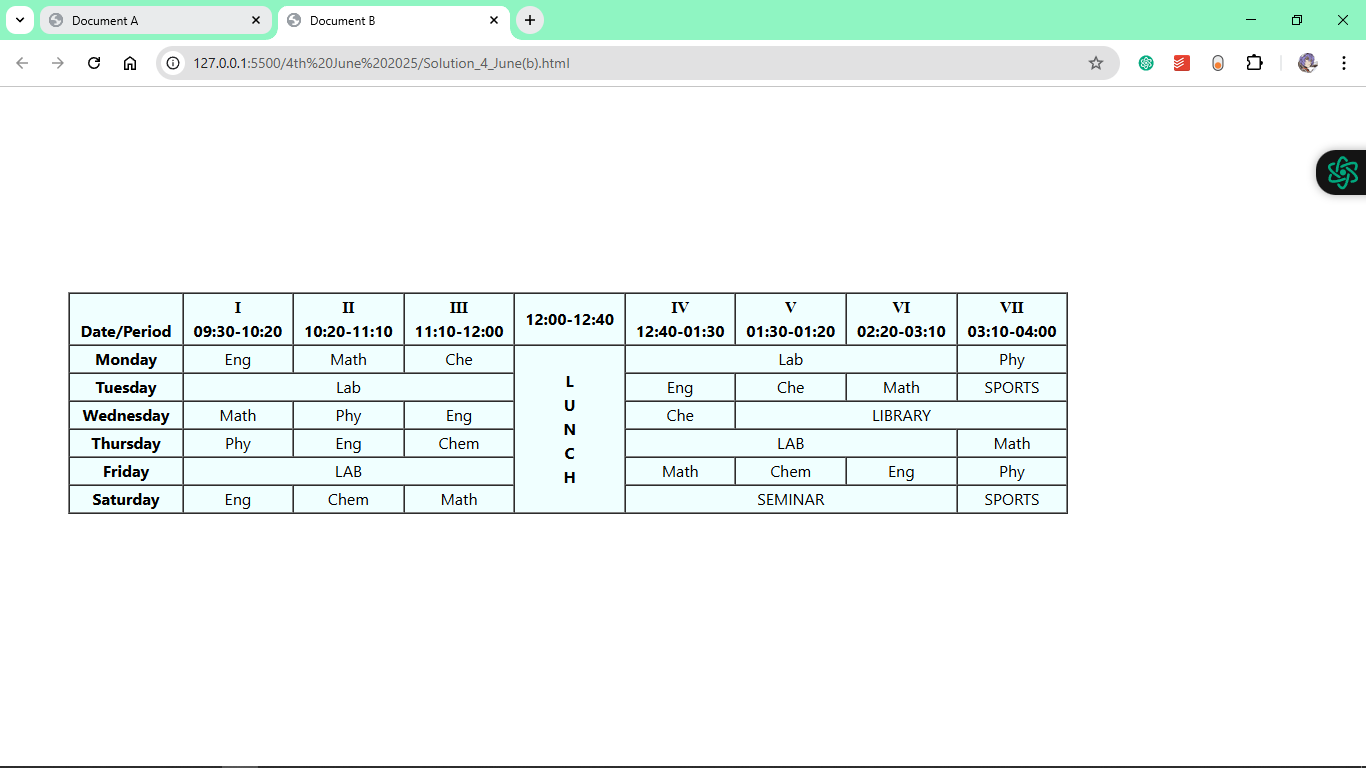 Document A
Document B
127.0.0.1:5500/4th%20June%202025/Solution_4_June(b).html
I II III IV V VI VII
Date/Period 09:30-10:20 10:20-11:10 11:10-12:00 12:00-12:40 12:40-01:30 01:30-01:20 02:20-03:10 03:10-04:00
Monday Eng Math Che Lab Phy
L
Tuesday Lab Eng Che Math SPORTS
U
Wednesday Math Phy Eng Che LIBRARY
N
Thursday Phy Eng Chem LAB Math
C
Friday LAB Math Chem Eng Phy
H
Saturday Eng Chem Math SEMINAR SPORTS